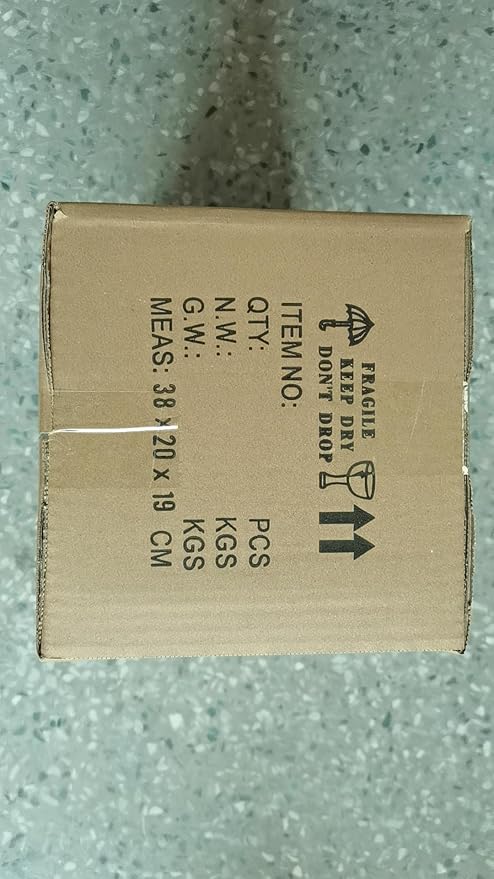 FRAGILE
KEEP DRY
DON'T DROP
ITEM NO:
QTY: PCS
N.W.: KGS
G.W.: KGS
MEAS: 38 x 20 x 19 CM